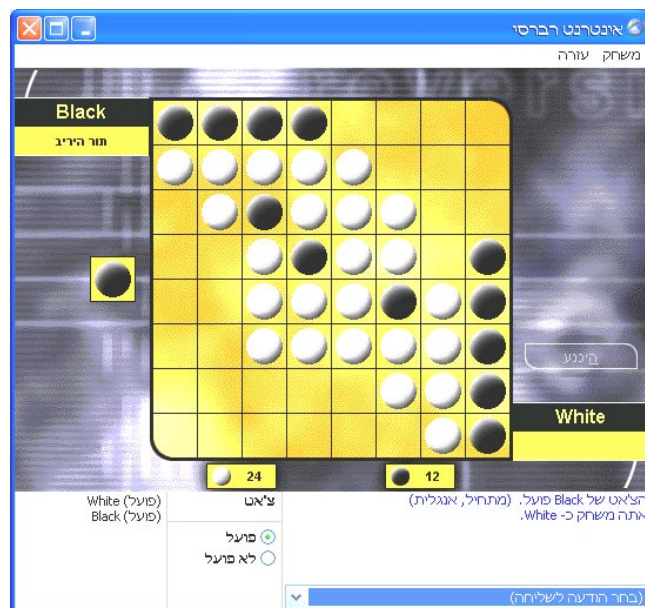 אינטרנט רברסי
משחק עזרה
Black
תור היריב
היכנע
White
24
12
צ'אט
פועל
לא פועל
White (פועל)
Black (פועל)
הצ'אט של Black פועל. (מתחיל, אנגלית)
אתה משחק כ- White.
(בחר הודעה לשליחה)